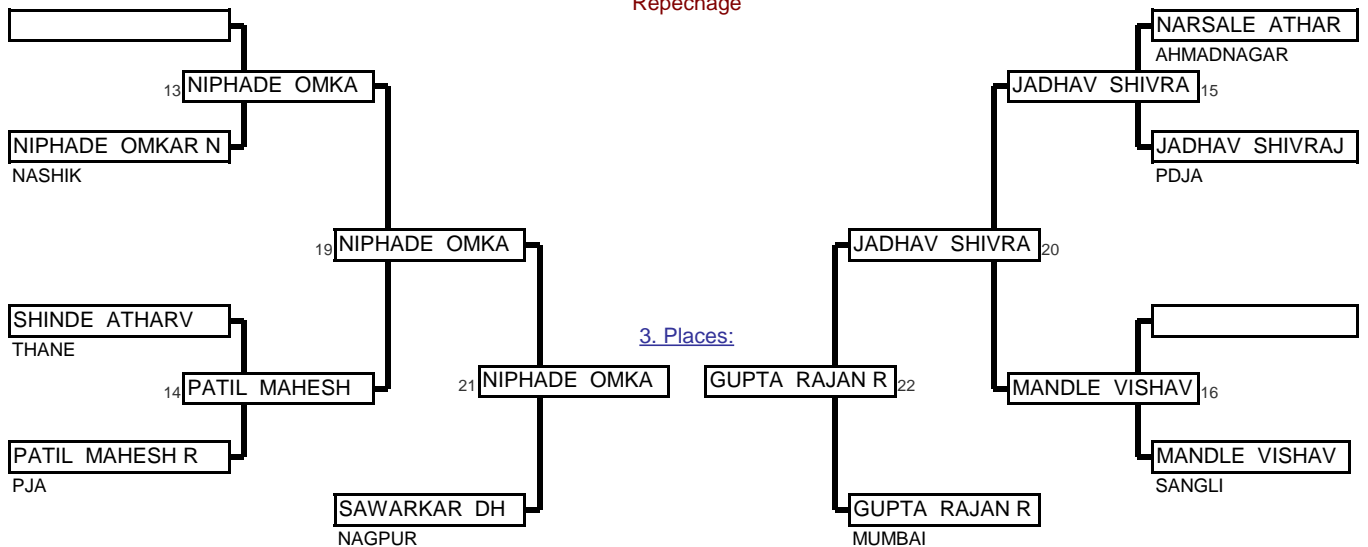 Repechage
NARSALE ATHAR
AHMADNAGAR
13 NIPHADE OMKA
JADHAV SHIVRA 15
NIPHADE OMKAR N
NASHIK
JADHAV SHIVRAJ
PDJA
19 NIPHADE OMKA
JADHAV SHIVRA 20
SHINDE ATHARV
THANE
3. Places:
14 PATIL MAHESH
21 NIPHADE OMKA
GUPTA RAJAN R 22
MANDLE VISHAV 16
PATIL MAHESH R
PJA
MANDLE VISHAV
SANGLI
SAWARKAR DH
NAGPUR
GUPTA RAJAN R
MUMBAI